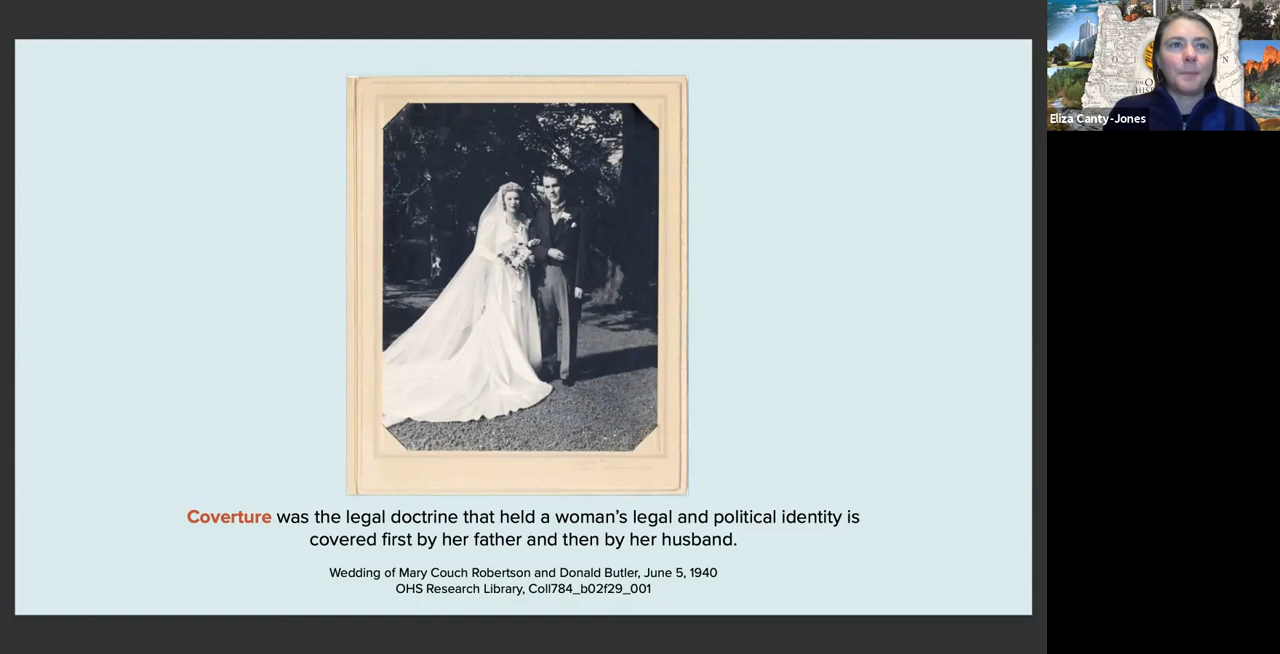 Coverture was the legal doctrine that held a woman’s legal and political identity is
covered first by her father and then by her husband.
Wedding of Mary Couch Robertson and Donald Butler, June 5, 1940
OHS Research Library, Coll784_b02f29_001
Eliza Canty-Jones